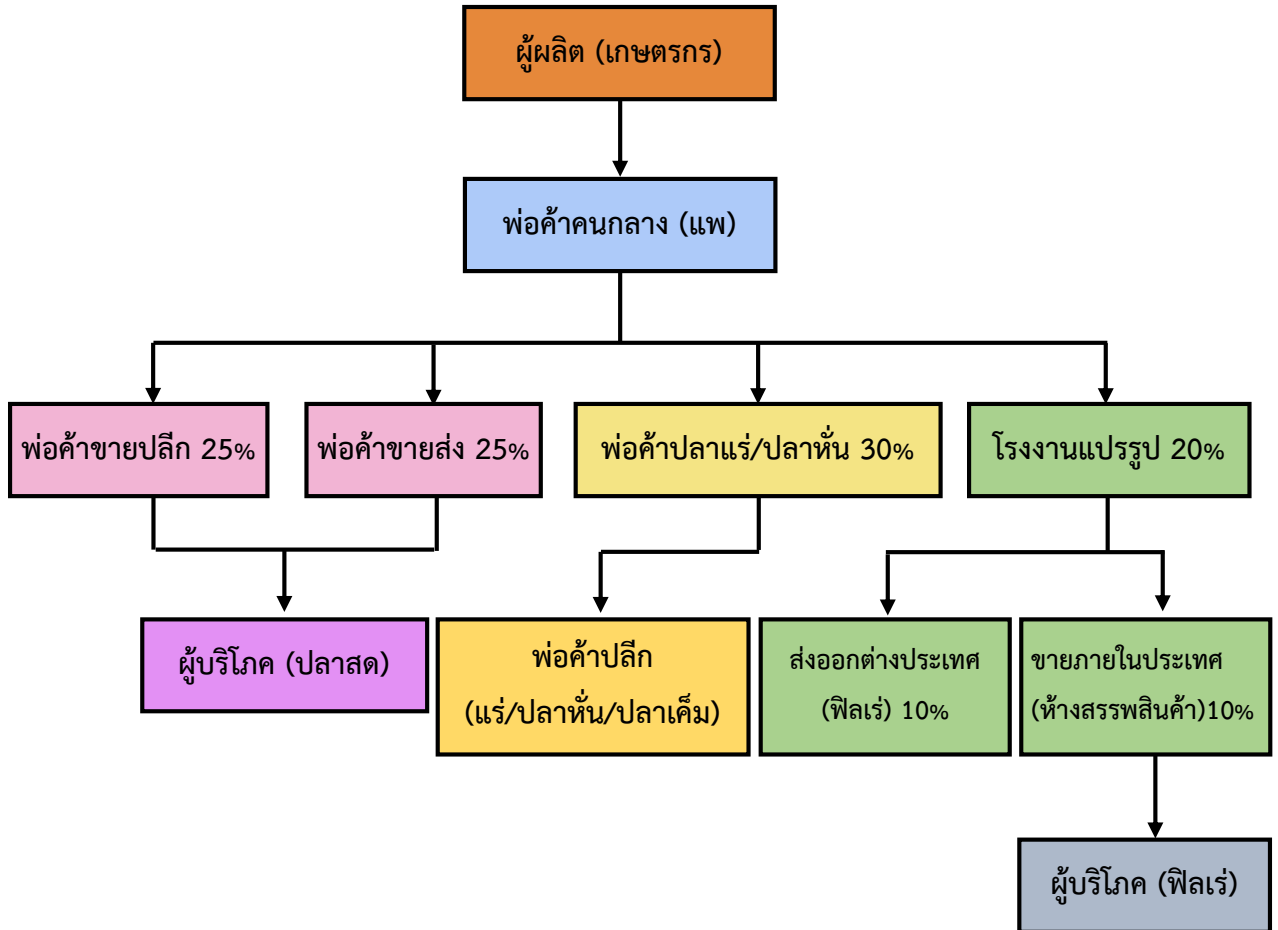 ผู้ผลิต (เกษตรกร)
พ่อค้าคนกลาง (แพ)
พ่อค้าขายปลีก 25%
พ่อค้าขายส่ง 25%
พ่อค้าปลาแร่/ปลาหั่น 30%
โรงงานแปรรูป 20%
ผู้บริโภค (ปลาสด)
พ่อค้าปลีก
(แร่/ปลาหั่น/ปลาเค็ม)
ส่งออกต่างประเทศ
(ฟิลเร่) 10%
ขายภายในประเทศ
(ห้างสรรพสินค้า)10%
ผู้บริโภค (ฟิลเร่)